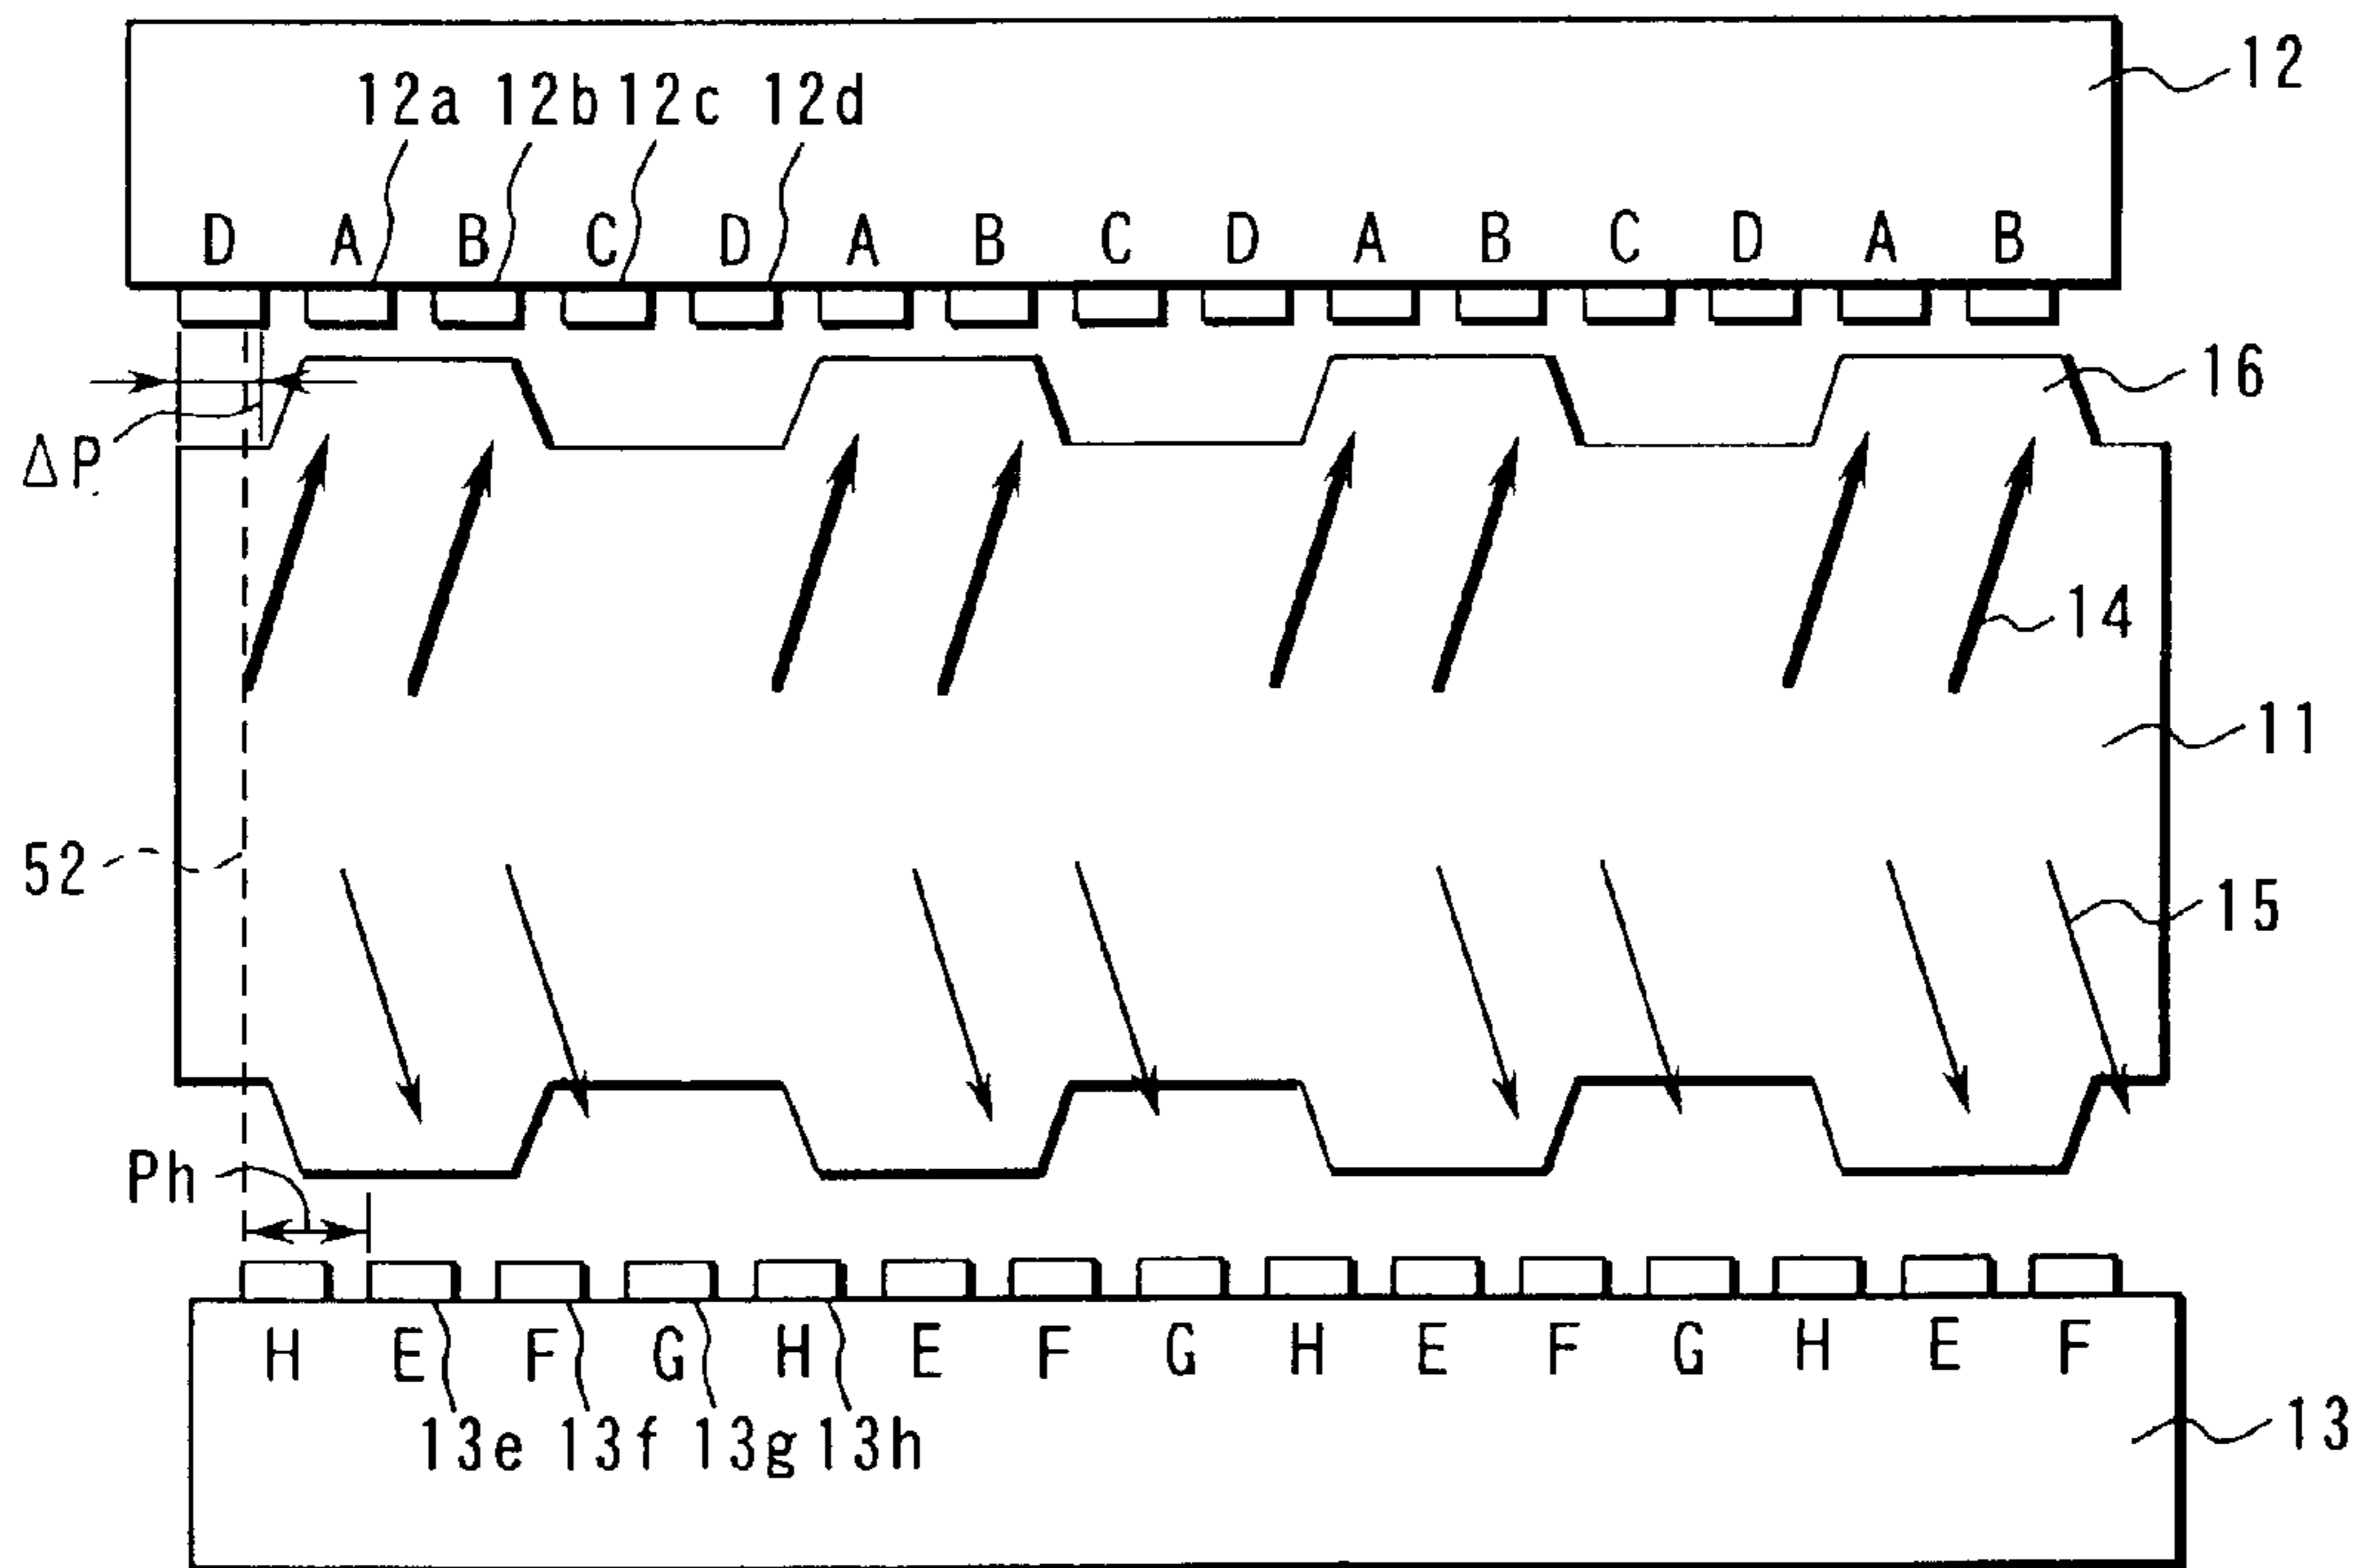 12
12a 12b 12c 12d
D A B C D A B C D A B C D A B
16
ΔP
14
11
52
15
Ph
H E F G H E F G H E F G H E F
13e 13f 13g 13h
13